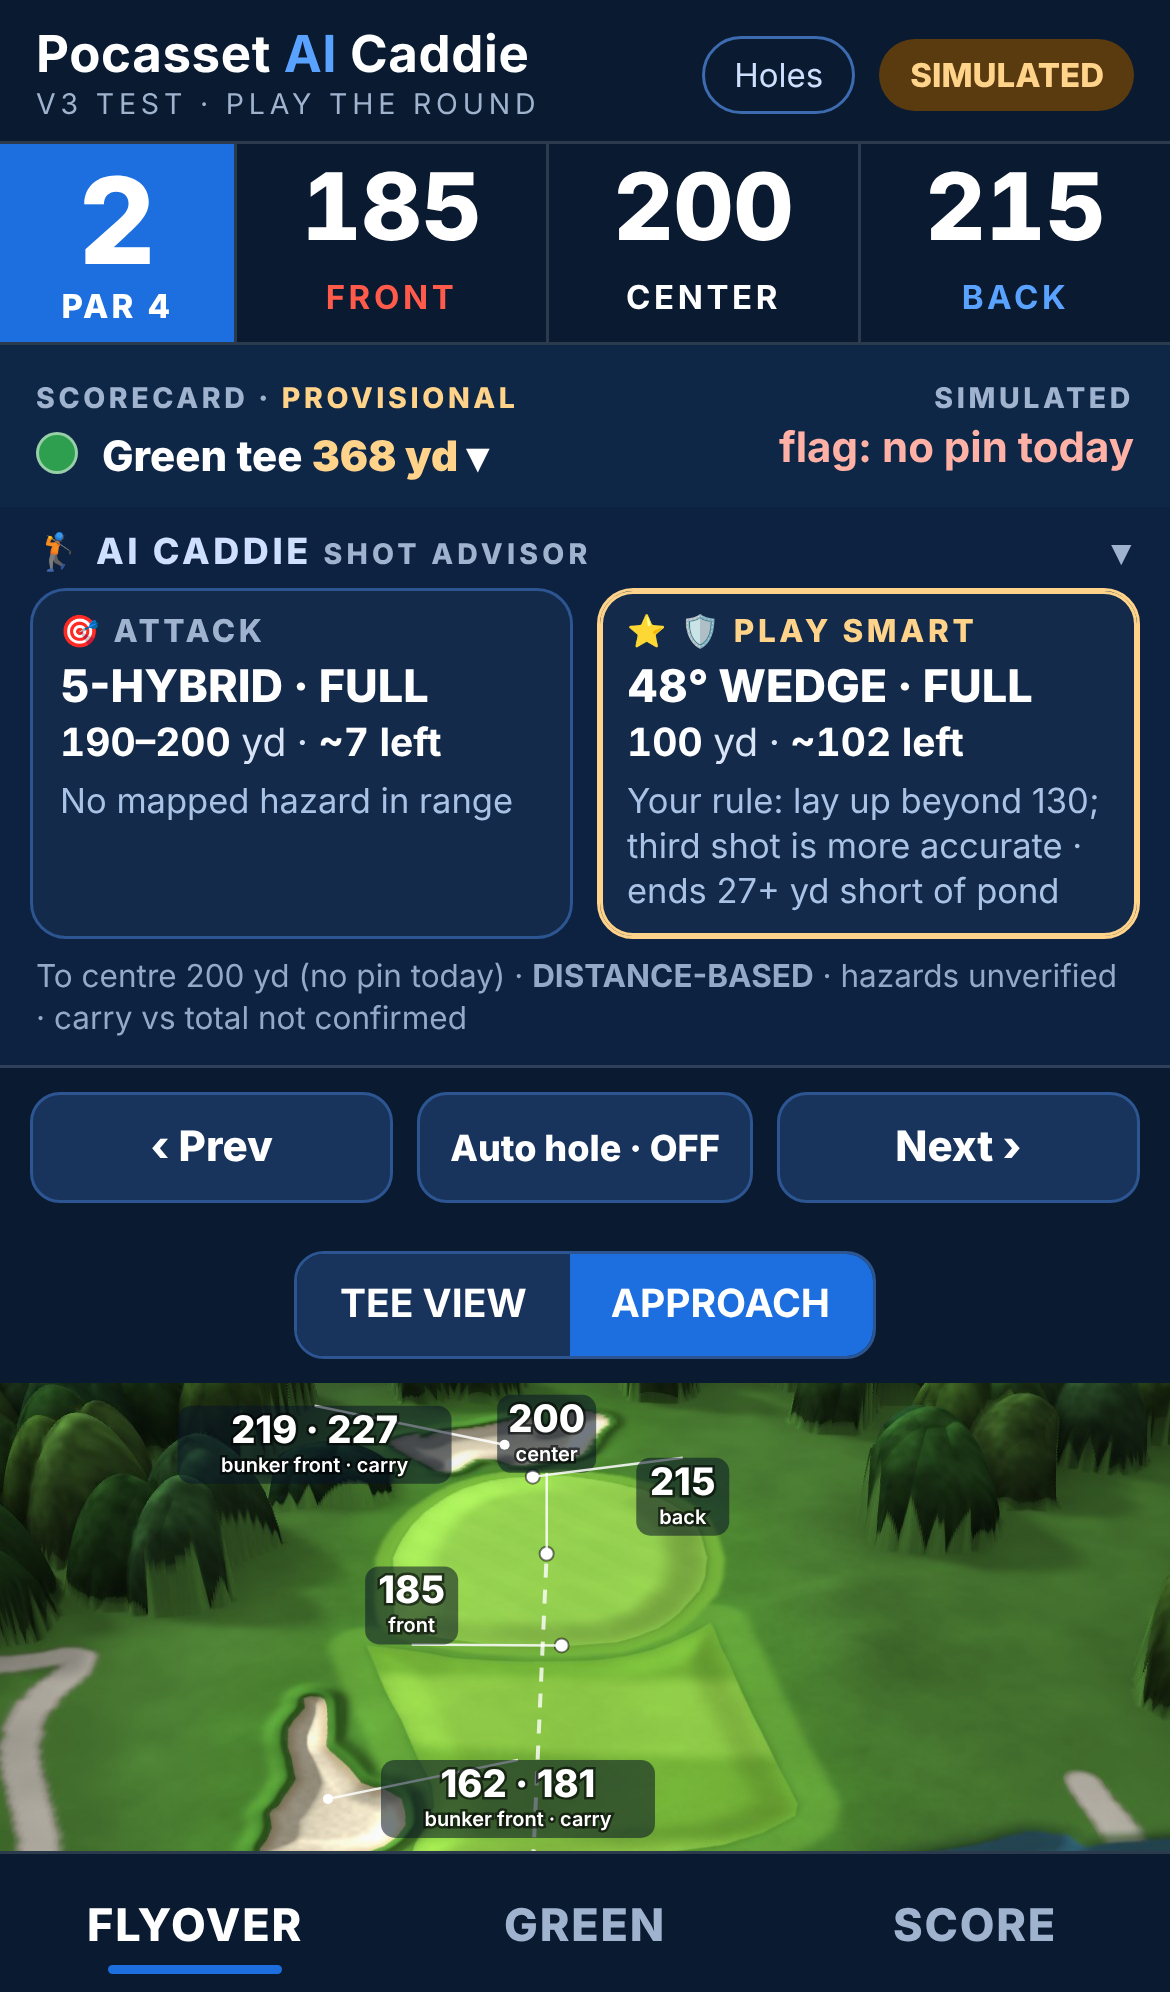 Pocasset AI Caddie
V3 TEST · PLAY THE ROUND
Holes
SIMULATED
2
PAR 4
185
FRONT
200
CENTER
215
BACK
SCORECARD · PROVISIONAL
Green tee 368 yd ▾
SIMULATED
flag: no pin today
AI CADDIE SHOT ADVISOR ▾
🎯 ATTACK
5-HYBRID · FULL
190–200 yd · ~7 left
No mapped hazard in range
⭐ 🛡️ PLAY SMART
48° WEDGE · FULL
100 yd · ~102 left
Your rule: lay up beyond 130;
third shot is more accurate ·
ends 27+ yd short of pond
To centre 200 yd (no pin today) · DISTANCE-BASED · hazards unverified
· carry vs total not confirmed
‹ Prev
Auto hole · OFF
Next ›
TEE VIEW
APPROACH
219 · 227
bunker front · carry
200
center
215
back
185
front
162 · 181
bunker front · carry
FLYOVER
GREEN
SCORE